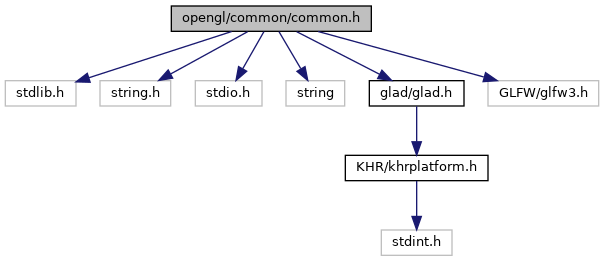 opengl/common/common.h
stdlib.h
string.h
stdio.h
string
glad/glad.h
GLFW/glfw3.h
KHR/khrplatform.h
stdint.h